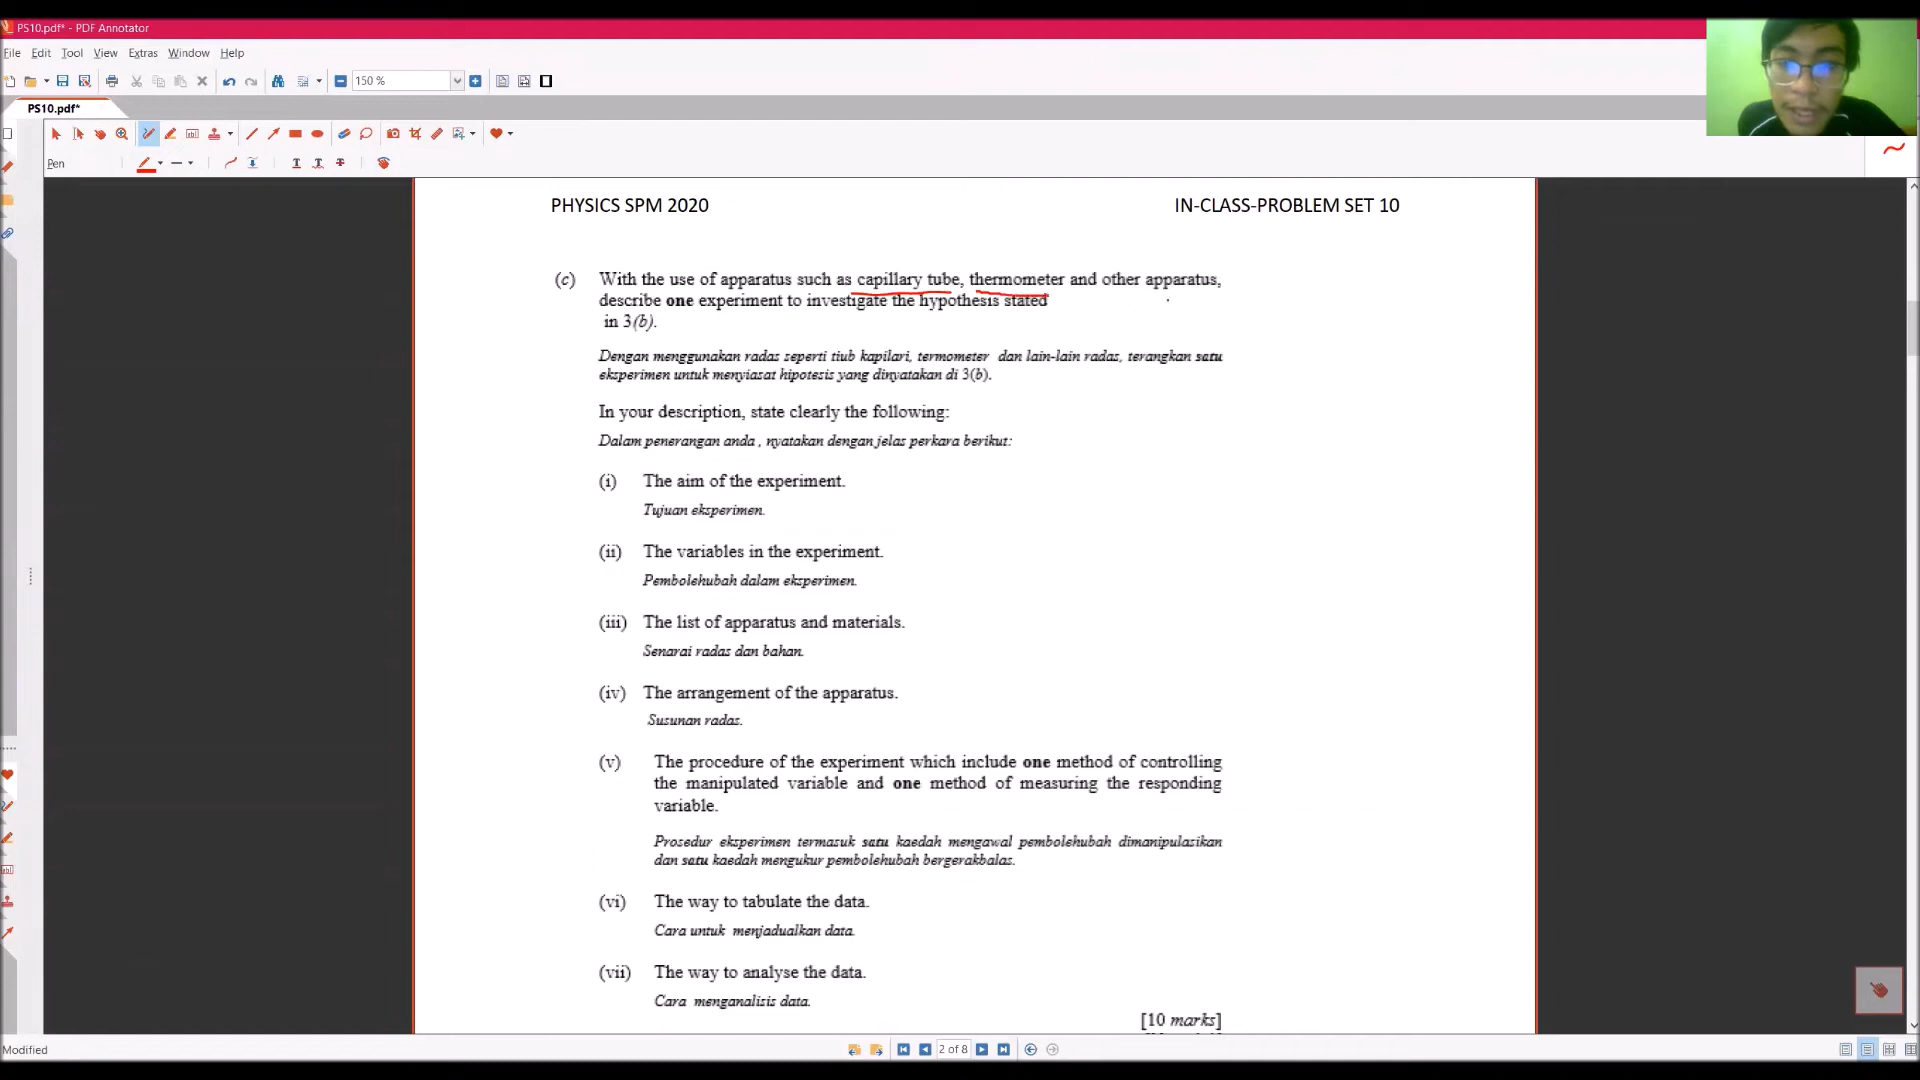 PS10.pdf* - PDF Annotator
File Edit Tool View Extras Window Help
150 %
PS10.pdf*
Pen
PHYSICS SPM 2020
IN-CLASS-PROBLEM SET 10
(c) With the use of apparatus such as capillary tube, thermometer and other apparatus,
describe one experiment to investigate the hypothesis stated
in 3(b).
Dengan menggunakan radas seperti tiub kapilari, termometer dan lain-lain radas, terangkan satu
eksperimen untuk menyiasat hipotesis yang dinyatakan di 3(b).
In your description, state clearly the following:
Dalam penerangan anda , nyatakan dengan jelas perkara berikut:
(i) The aim of the experiment.
Tujuan eksperimen.
(ii) The variables in the experiment.
Pembolehubah dalam eksperimen.
(iii) The list of apparatus and materials.
Senarai radas dan bahan.
(iv) The arrangement of the apparatus.
Susunan radas.
(v) The procedure of the experiment which include one method of controlling
the manipulated variable and one method of measuring the responding
variable.
Prosedur eksperimen termasuk satu kaedah mengawal pembolehubah dimanipulasikan
dan satu kaedah mengukur pembolehubah bergerakbalas.
(vi) The way to tabulate the data.
Cara untuk menjadualkan data.
(vii) The way to analyse the data.
Cara menganalisis data.
[10 marks]
Modified
2 of 8